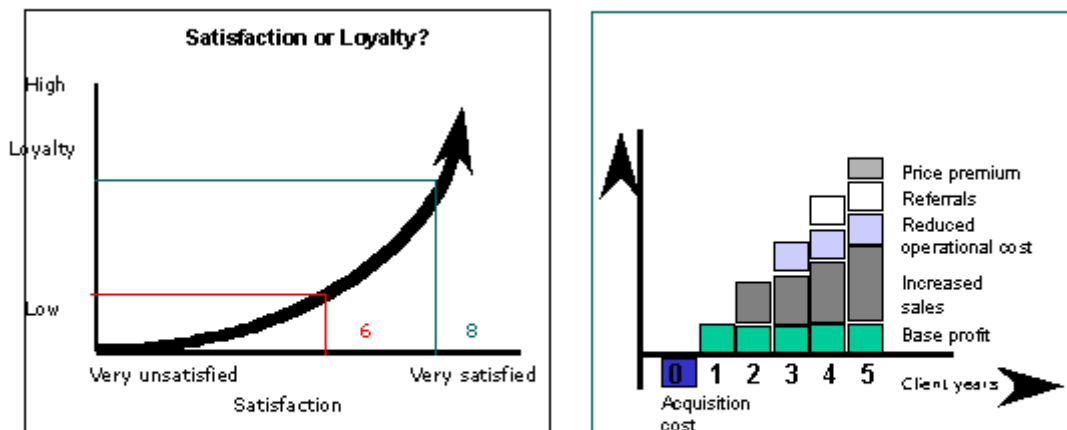 Satisfaction or Loyalty?
High
Loyalty
Low
6
8
Very unsatisfied
Very satisfied
Satisfaction
Price premium
Referrals
Reduced
operational cost
Increased
sales
Base profit
0 1 2 3 4 5
Client years
Acquisition
cost